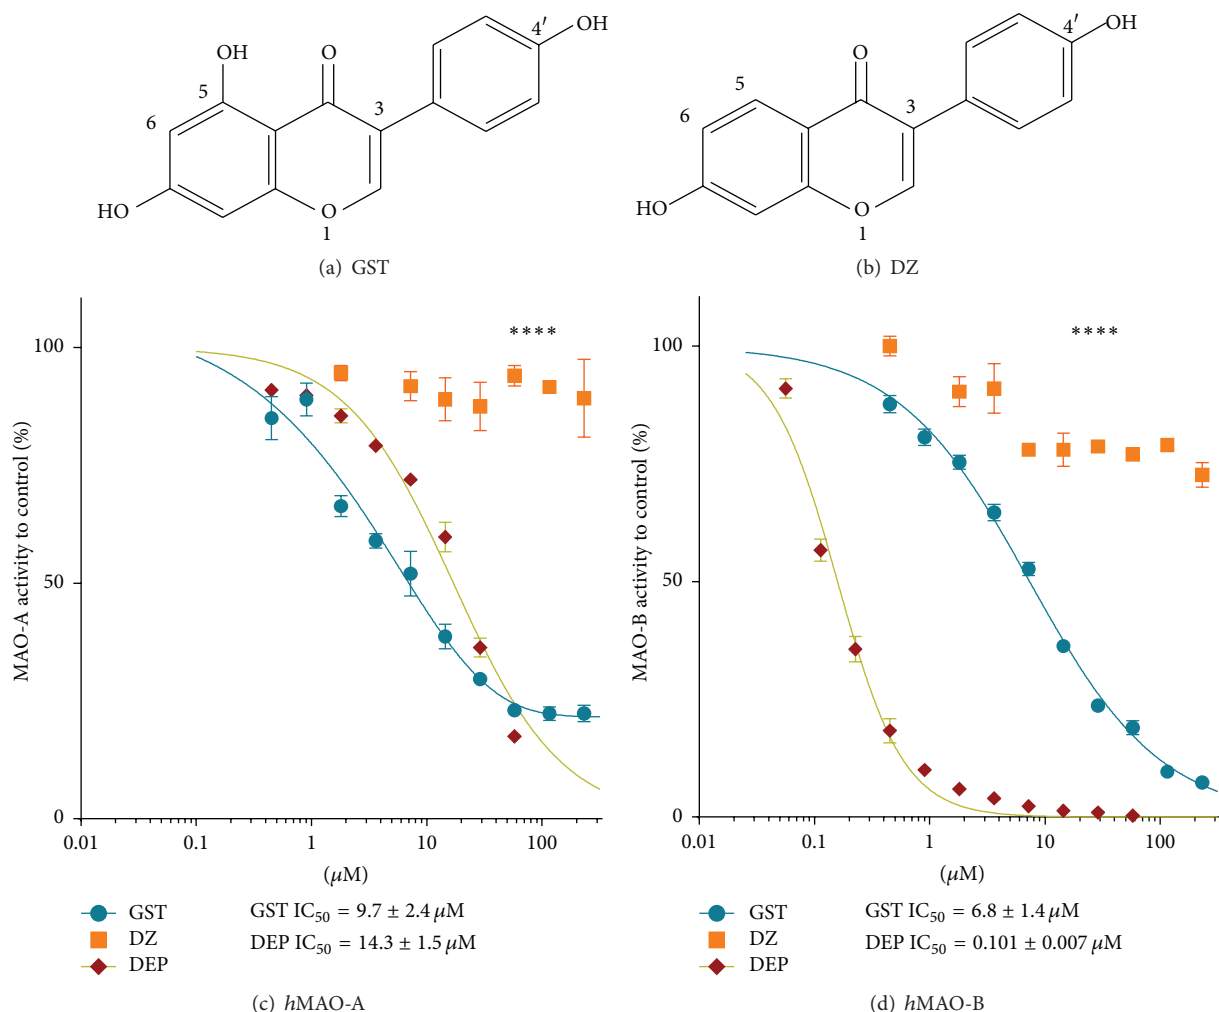 OH
5
6
O
3
4′
OH
HO
O
1
(a) GST
5
6
O
3
4′
OH
HO
O
1
(b) DZ
MAO-A activity to control (%)
100
50
0
****
0.01 0.1 1 10 100
(μM)
GST
DZ
DEP
GST IC50 = 9.7 ± 2.4 μM
DEP IC50 = 14.3 ± 1.5 μM
(c) hMAO-A
MAO-B activity to control (%)
100
50
0
****
0.01 0.1 1 10 100
(μM)
GST
DZ
DEP
GST IC50 = 6.8 ± 1.4 μM
DEP IC50 = 0.101 ± 0.007 μM
(d) hMAO-B